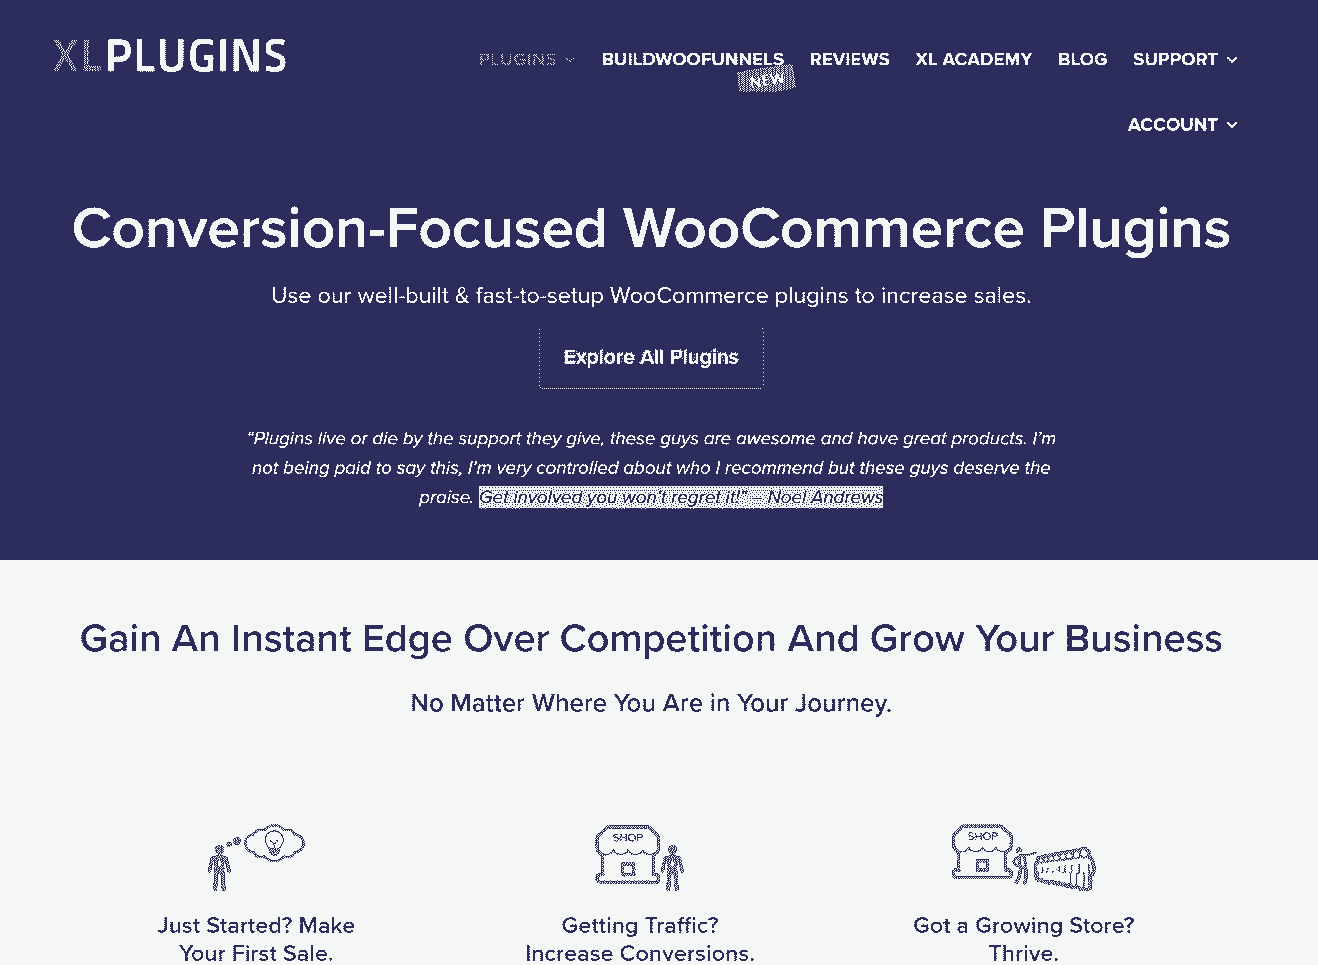 XLPLUGINS
PLUGINS BUILDWOOFUNNELS REVIEWS XL ACADEMY BLOG SUPPORT
NEW
ACCOUNT
Conversion-Focused WooCommerce Plugins
Use our well-built & fast-to-setup WooCommerce plugins to increase sales.
Explore All Plugins
“Plugins live or die by the support they give, these guys are awesome and have great products. I’m
not being paid to say this, I’m very controlled about who I recommend but these guys deserve the
praise. Get involved you won’t regret it!” – Noel Andrews
Gain An Instant Edge Over Competition And Grow Your Business
No Matter Where You Are in Your Journey.
SHOP SHOP
Just Started? Make Getting Traffic? Got a Growing Store?
Your First Sale. Increase Conversions. Thrive.